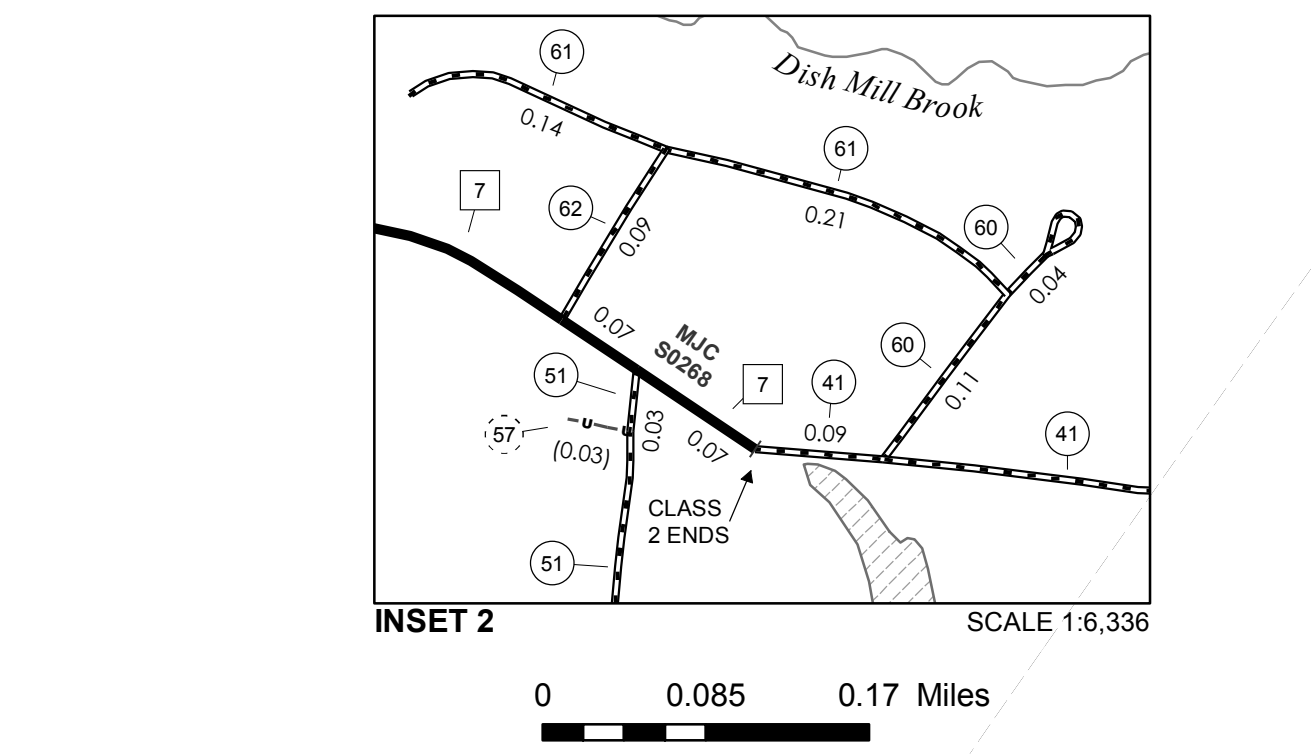 61
Dish Mill Brook
0.14
61
7
62
0.21
60
0.09
0.04
0.07
MJC
S0268
60
51
7
41
0.11
57
U
U
0.03
(0.03)
0.07
0.09
41
CLASS
2 ENDS
51
INSET 2
SCALE 1:6,336
0 0.085 0.17 Miles